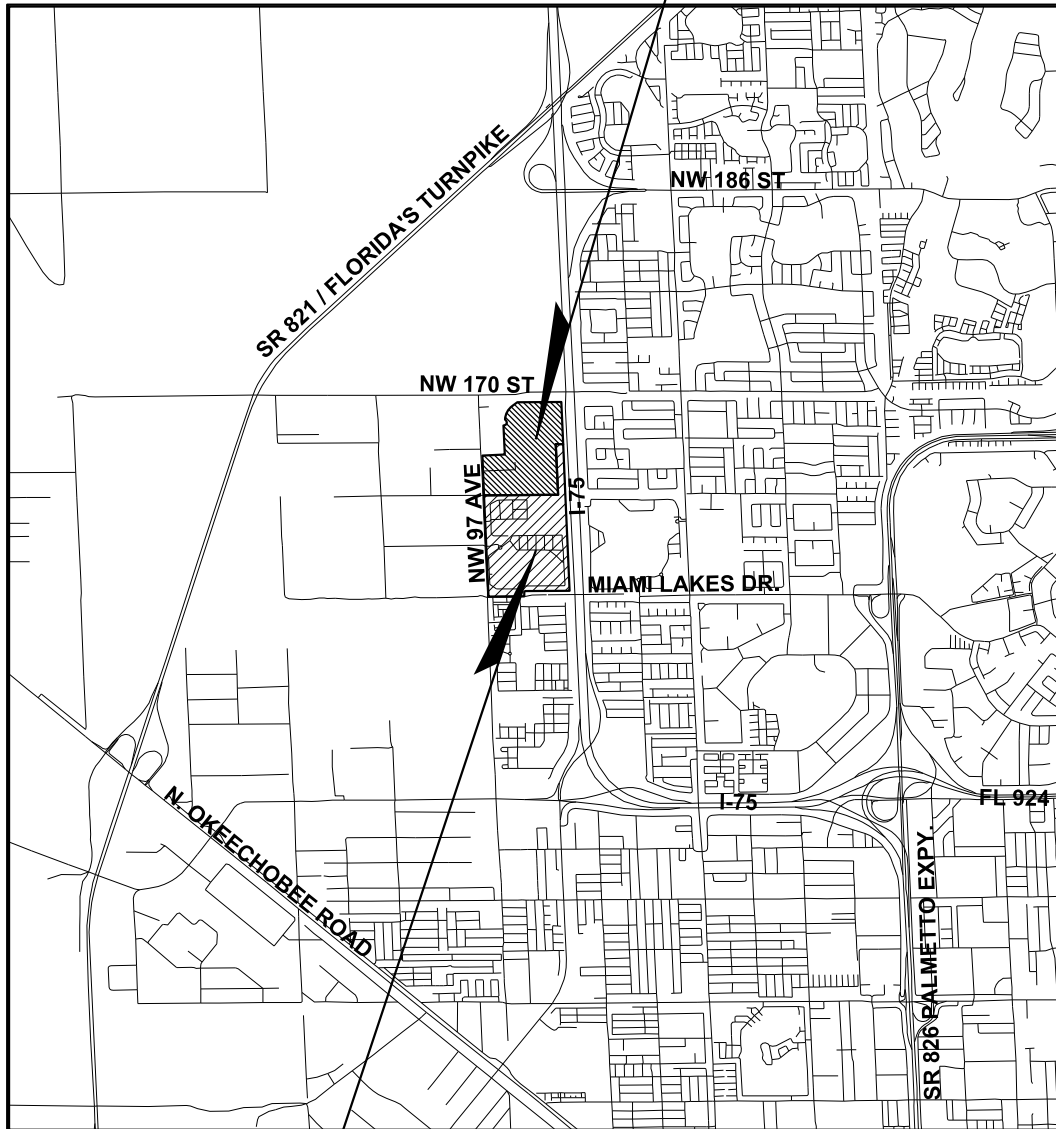 NW 186 ST
SR 821 / FLORIDA'S TURNPIKE
NW 170 ST
NW 97 AVE
I-75
MIAMI LAKES DR.
I-75
FL 924
N. OKEECHOBEE ROAD
SR 826 PALMETTO EXPY.